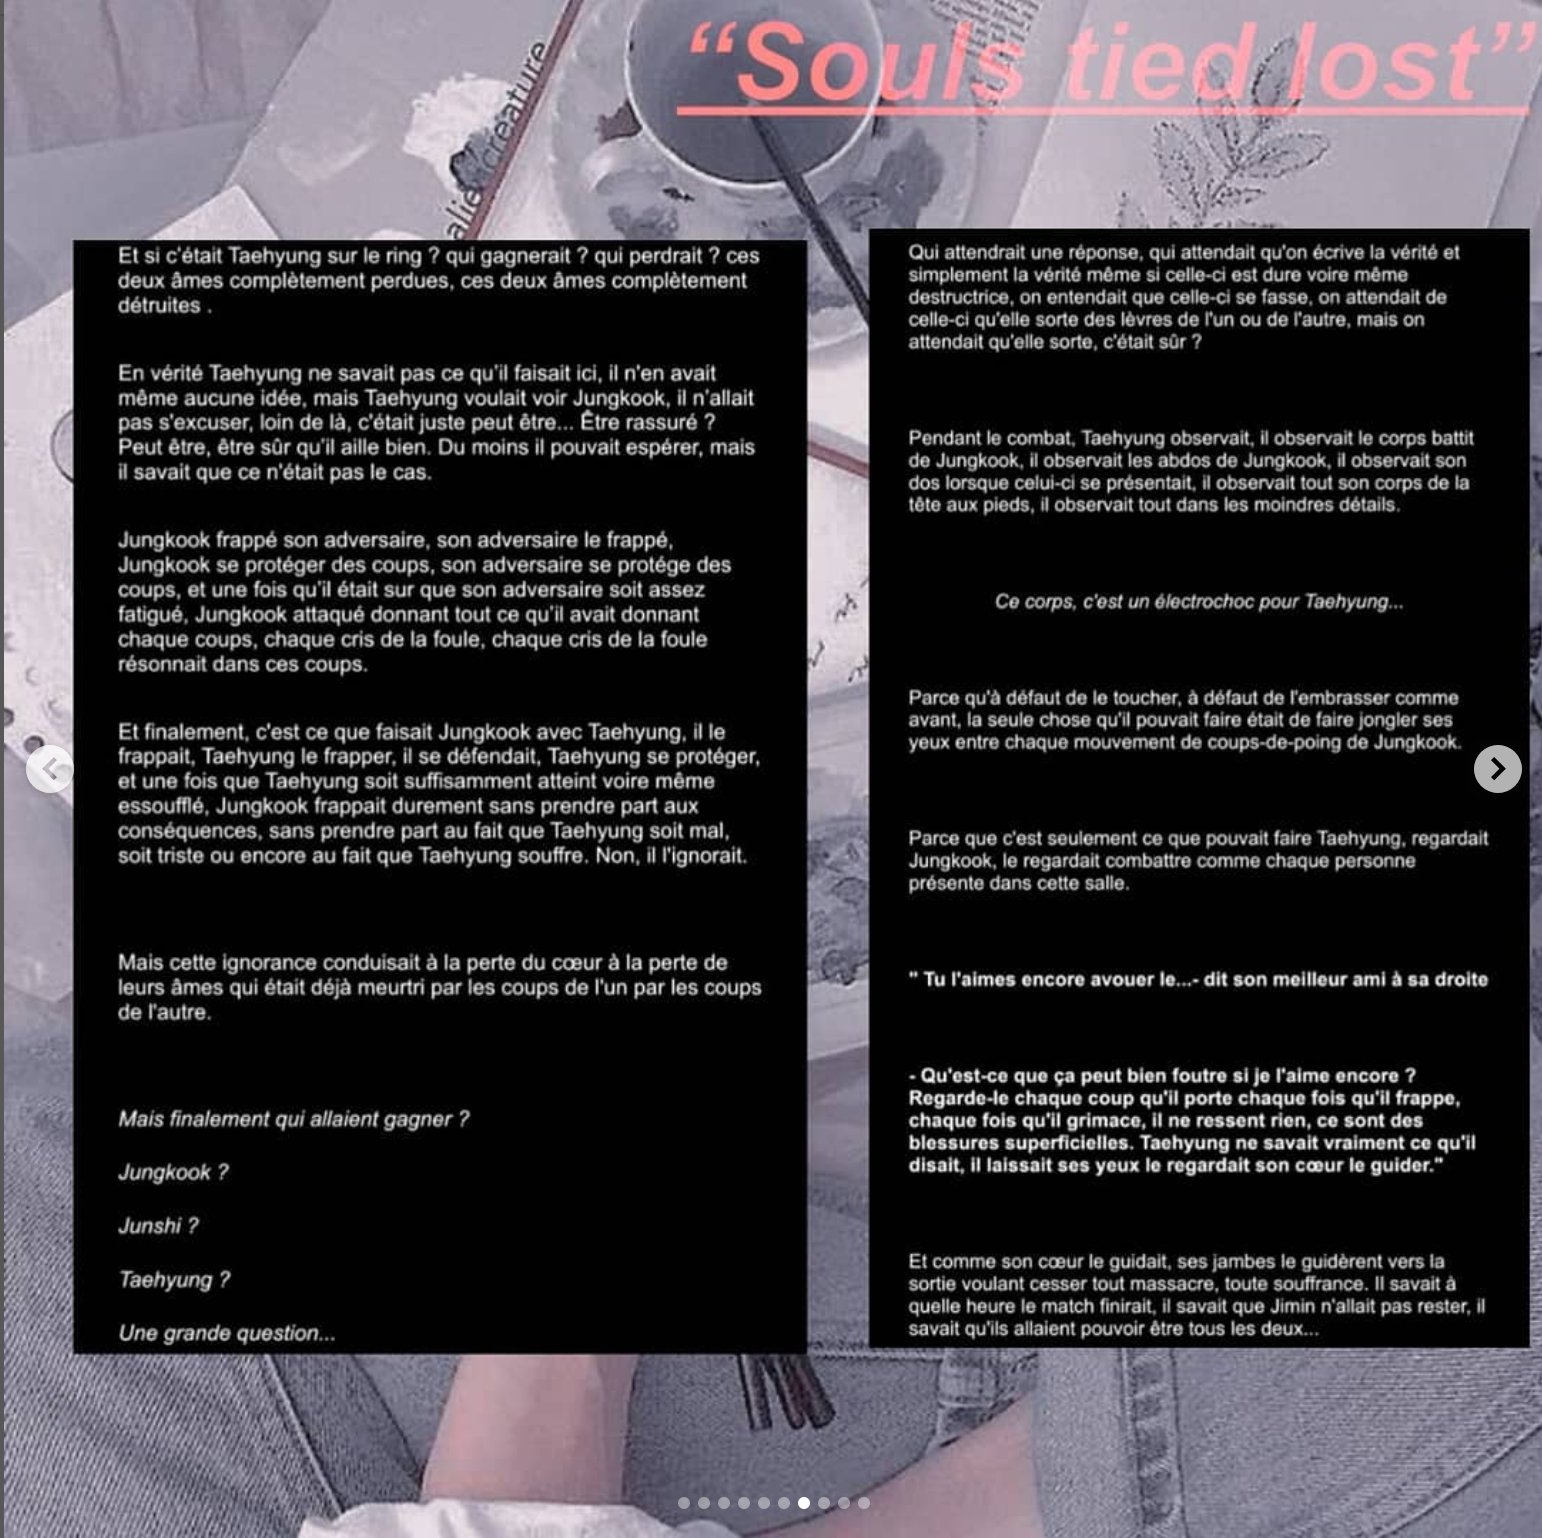 “Souls tied lost”
alien creature
Et si c'était Taehyung sur le ring ? qui gagnerait ? qui perdrait ? ces
deux âmes complètement perdues, ces deux âmes complètement
détruites .
En vérité Taehyung ne savait pas ce qu'il faisait ici, il n'en avait
même aucune idée, mais Taehyung voulait voir Jungkook, il n'allait
pas s'excuser, loin de là, c'était juste peut être... Être rassuré ?
Peut être, être sûr qu'il aille bien. Du moins il pouvait espérer, mais
il savait que ce n'était pas le cas.
Jungkook frappé son adversaire, son adversaire le frappé,
Jungkook se protéger des coups, son adversaire se protége des
coups, et une fois qu'il était sur que son adversaire soit assez
fatigué, Jungkook attaqué donnant tout ce qu'il avait donnant
chaque coups, chaque cris de la foule, chaque cris de la foule
résonnait dans ces coups.
Et finalement, c'est ce que faisait Jungkook avec Taehyung, il le
frappait, Taehyung le frapper, il se défendait, Taehyung se protéger,
et une fois que Taehyung soit suffisamment atteint voire même
essoufflé, Jungkook frappait durement sans prendre part aux
conséquences, sans prendre part au fait que Taehyung soit mal,
soit triste ou encore au fait que Taehyung souffre. Non, il l'ignorait.
Mais cette ignorance conduisait à la perte du cœur à la perte de
leurs âmes qui était déjà meurtri par les coups de l'un par les coups
de l'autre.
Mais finalement qui allaient gagner ?
Jungkook ?
Junshi ?
Taehyung ?
Une grande question...
Qui attendrait une réponse, qui attendait qu'on écrive la vérité et
simplement la vérité même si celle-ci est dure voire même
destructrice, on entendait que celle-ci se fasse, on attendait de
celle-ci qu'elle sorte des lèvres de l'un ou de l'autre, mais on
attendait qu'elle sorte, c'était sûr ?
Pendant le combat, Taehyung observait, il observait le corps battit
de Jungkook, il observait les abdos de Jungkook, il observait son
dos lorsque celui-ci se présentait, il observait tout son corps de la
tête aux pieds, il observait tout dans les moindres détails.
Ce corps, c'est un électrochoc pour Taehyung...
Parce qu'à défaut de le toucher, à défaut de l'embrasser comme
avant, la seule chose qu'il pouvait faire était de faire jongler ses
yeux entre chaque mouvement de coups-de-poing de Jungkook.
Parce que c'est seulement ce que pouvait faire Taehyung, regardait
Jungkook, le regardait combattre comme chaque personne
présente dans cette salle.
" Tu l'aimes encore avouer le...- dit son meilleur ami à sa droite
- Qu'est-ce que ça peut bien foutre si je l'aime encore ?
Regarde-le chaque coup qu'il porte chaque fois qu'il frappe,
chaque fois qu'il grimace, il ne ressent rien, ce sont des
blessures superficielles. Taehyung ne savait vraiment ce qu'il
disait, il laissait ses yeux le regardait son cœur le guider."
Et comme son cœur le guidait, ses jambes le guidèrent vers la
sortie voulant cesser tout massacre, toute souffrance. Il savait à
quelle heure le match finirait, il savait que Jimin n'allait pas rester, il
savait qu'ils allaient pouvoir être tous les deux...